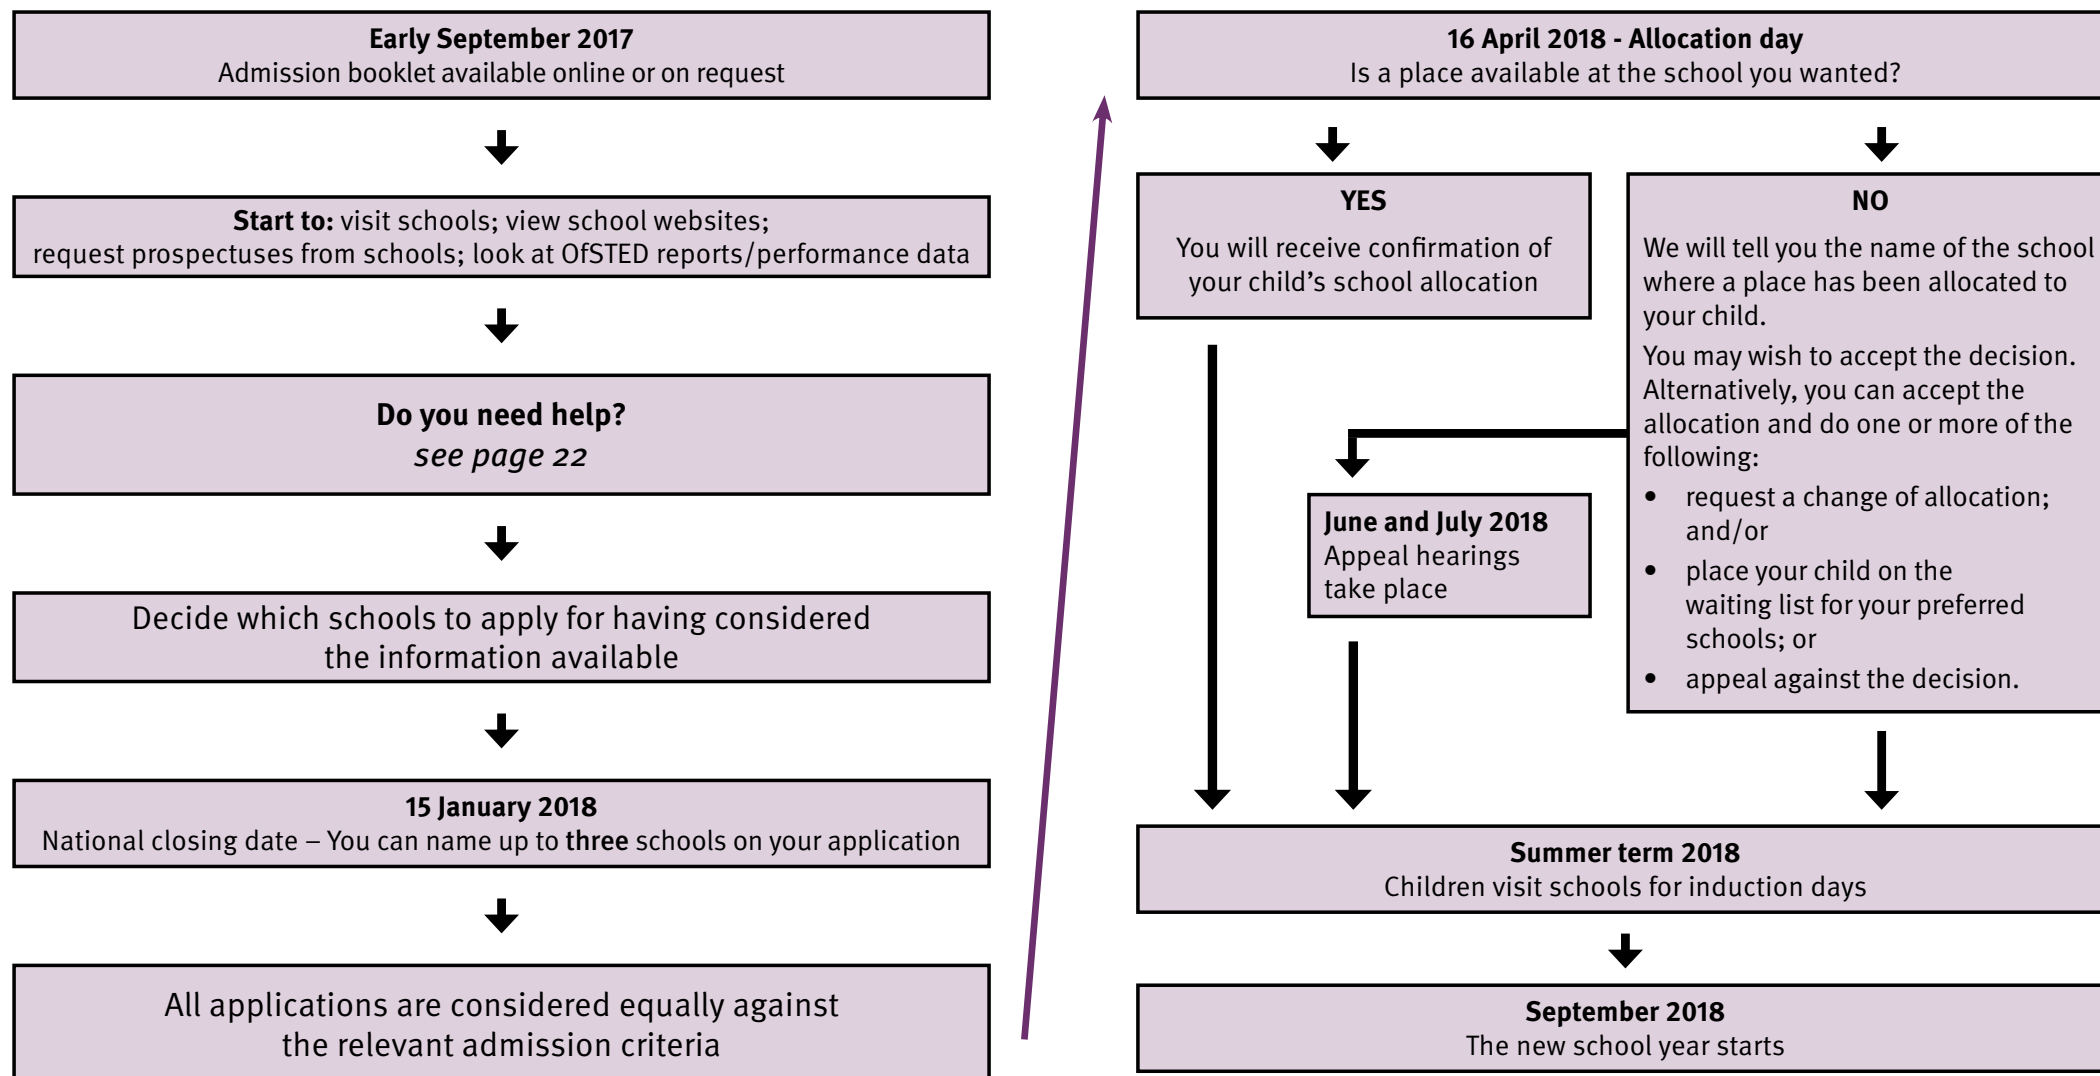 Early September 2017
Admission booklet available online or on request
Start to: visit schools; view school websites;
request prospectuses from schools; look at OfSTED reports/performance data
Do you need help?
see page 22
Decide which schools to apply for having considered
the information available
15 January 2018
National closing date – You can name up to three schools on your application
All applications are considered equally against
the relevant admission criteria
16 April 2018 - Allocation day
Is a place available at the school you wanted?
YES
You will receive confirmation of
your child’s school allocation
NO
We will tell you the name of the school
where a place has been allocated to
your child.
You may wish to accept the decision.
Alternatively, you can accept the
allocation and do one or more of the
following:
• request a change of allocation;
and/or
• place your child on the
waiting list for your preferred
schools; or
• appeal against the decision.
June and July 2018
Appeal hearings
take place
Summer term 2018
Children visit schools for induction days
September 2018
The new school year starts